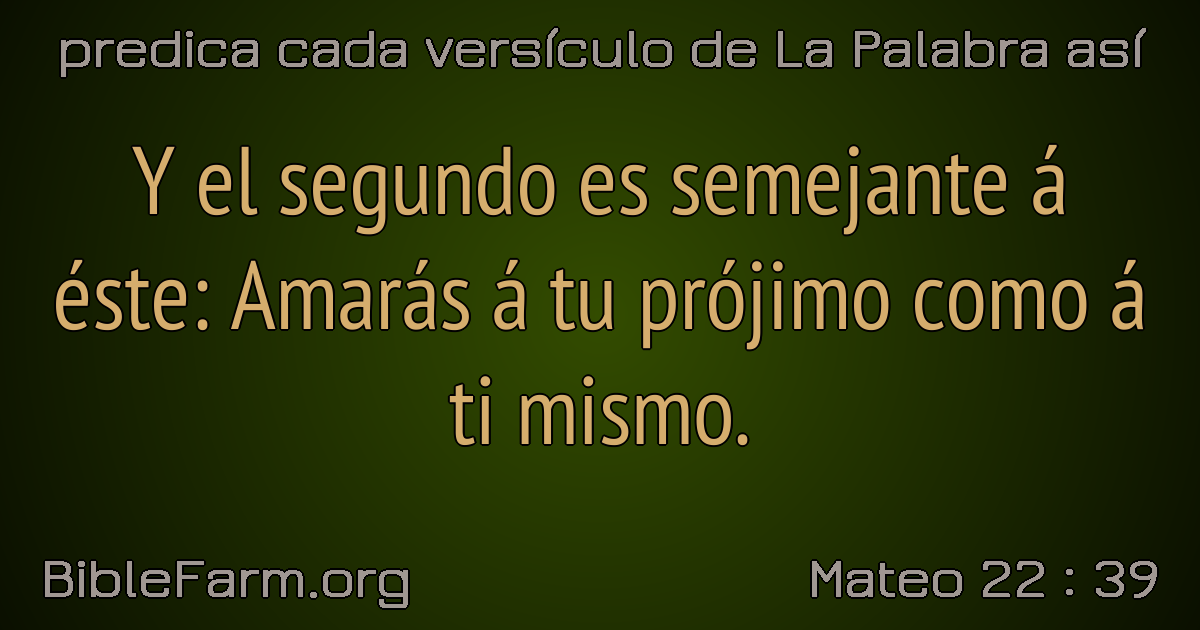 predica cada versículo de La Palabra así
Y el segundo es semejante á
éste: Amarás á tu prójimo como á
ti mismo.
BibleFarm.org
Mateo 22 : 39